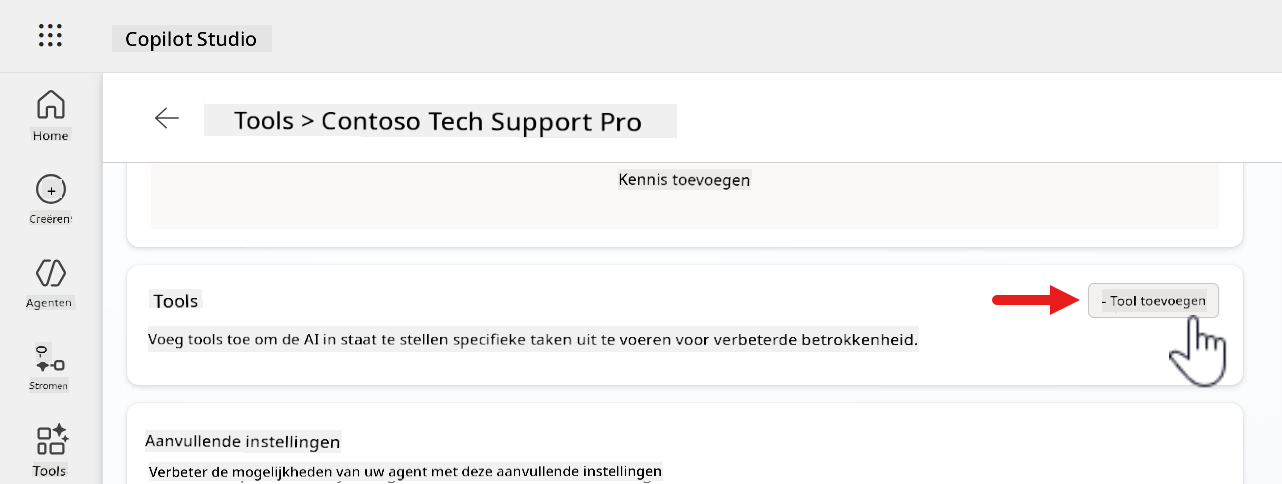 Copilot Studio
Tools > Contoso Tech Support Pro
Home
Creëren
Agenten
Stromen
Tools
Kennis toevoegen
Tools
- Tool toevoegen
Voeg tools toe om de AI in staat te stellen specifieke taken uit te voeren voor verbeterde betrokkenheid.
Aanvullende instellingen
Verbeter de mogelijkheden van uw agent met deze aanvullende instellingen